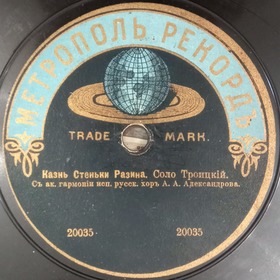 МЕТРОПОЛЬ РЕКОРДЪ
TRADE MARK.
Казнь Стеньки Разина. Соло Троицкій.
Съ ак. гармоніи исп. русск. хоръ А. А. Александрова.
20035 20035